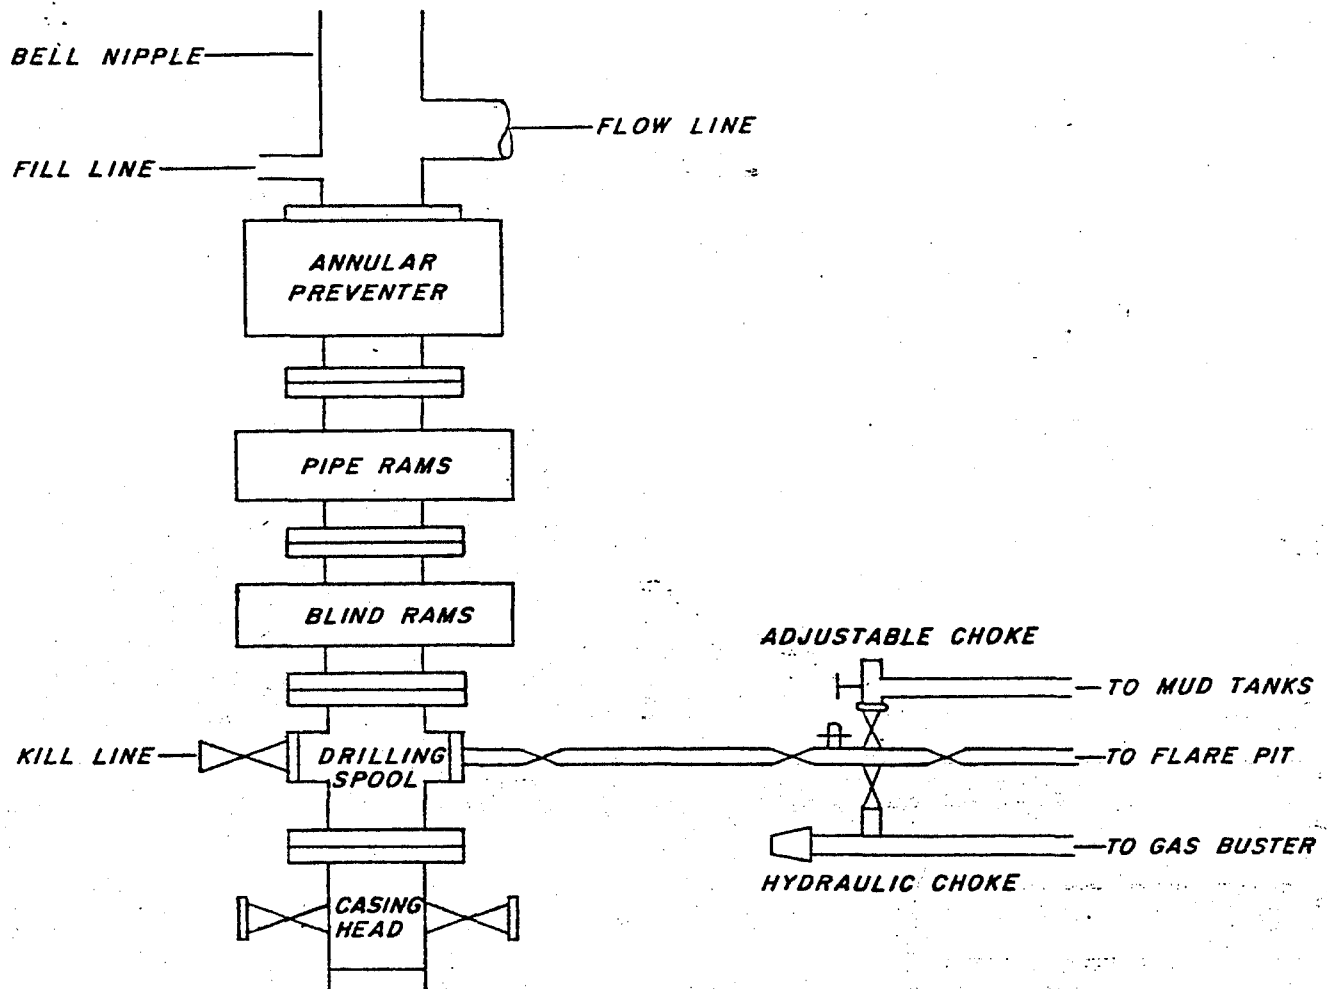 BELL NIPPLE
FLOW LINE
FILL LINE
ANNULAR
PREVENTER
PIPE RAMS
BLIND RAMS
ADJUSTABLE CHOKE
TO MUD TANKS
KILL LINE
DRILLING
SPOOL
TO FLARE PIT
TO GAS BUSTER
HYDRAULIC CHOKE
CASING
HEAD